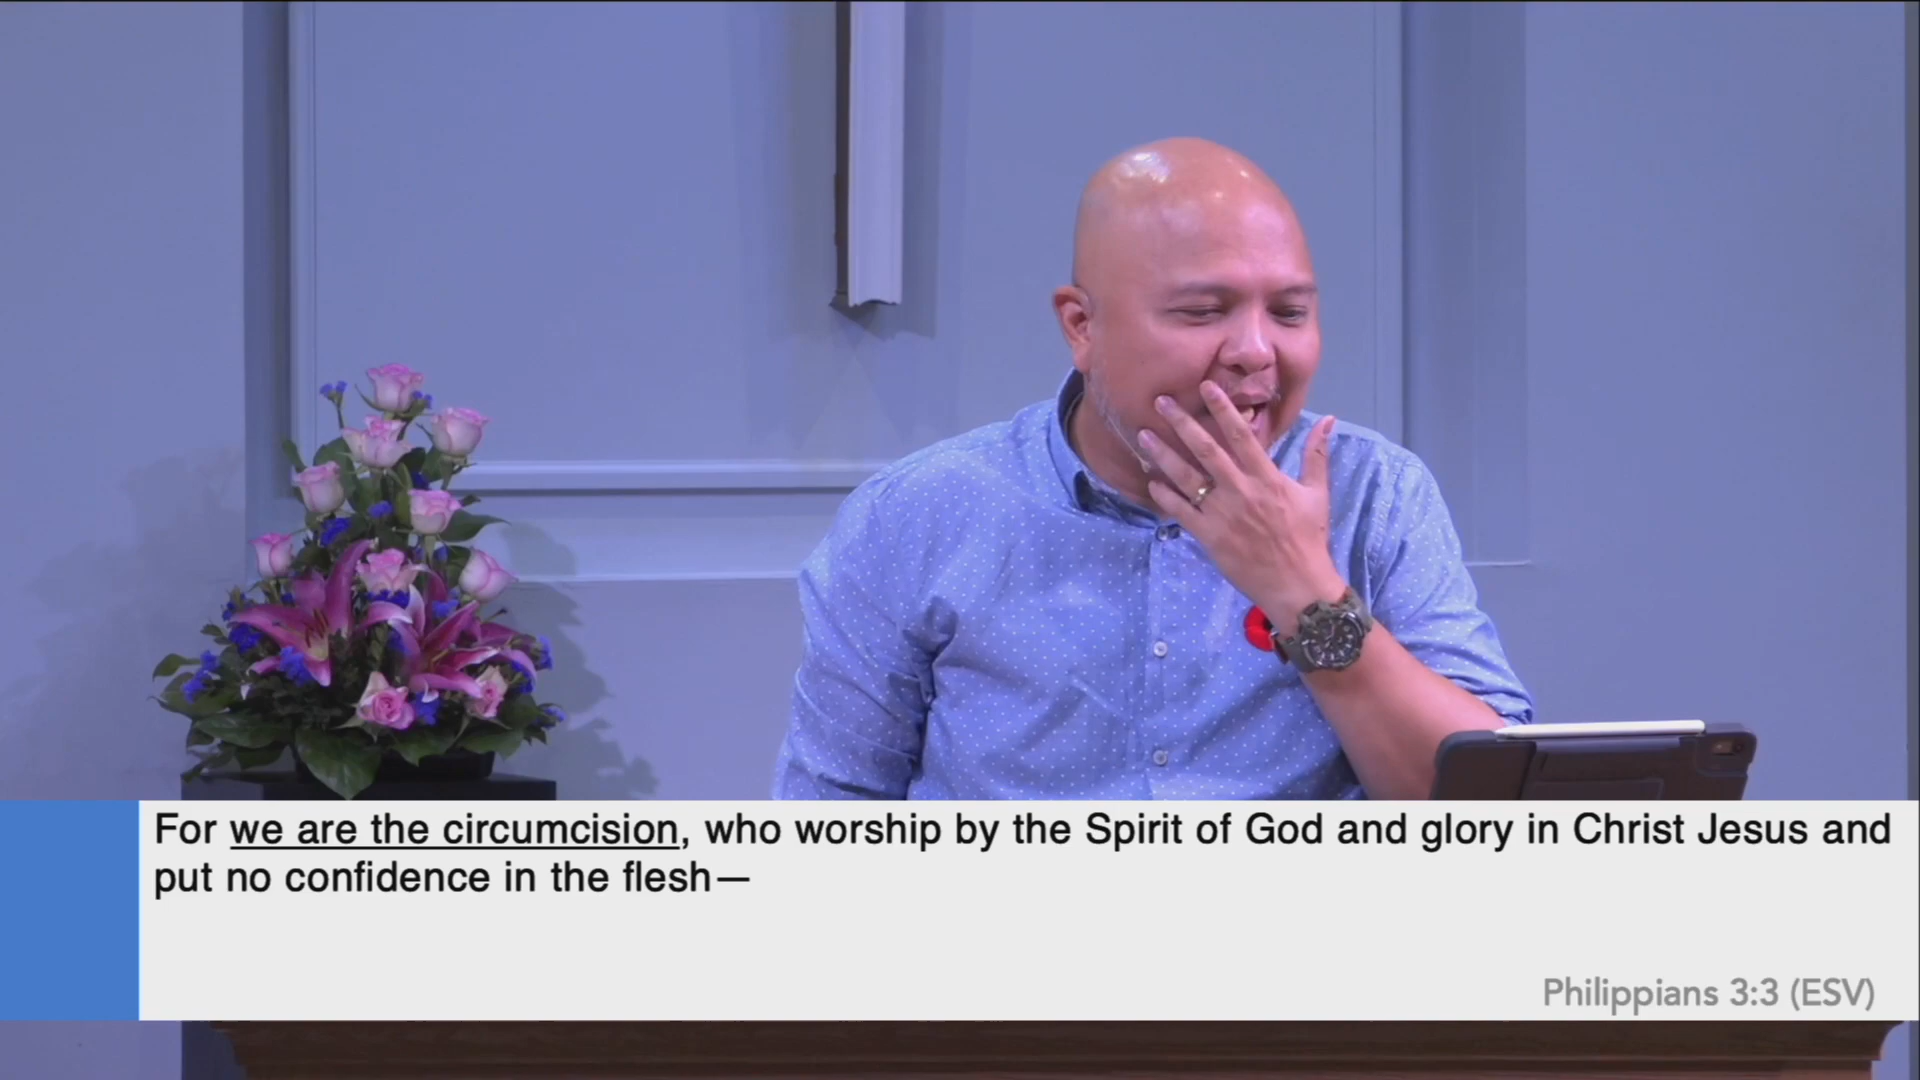 For we are the circumcision, who worship by the Spirit of God and glory in Christ Jesus and
put no confidence in the flesh—
Philippians 3:3 (ESV)